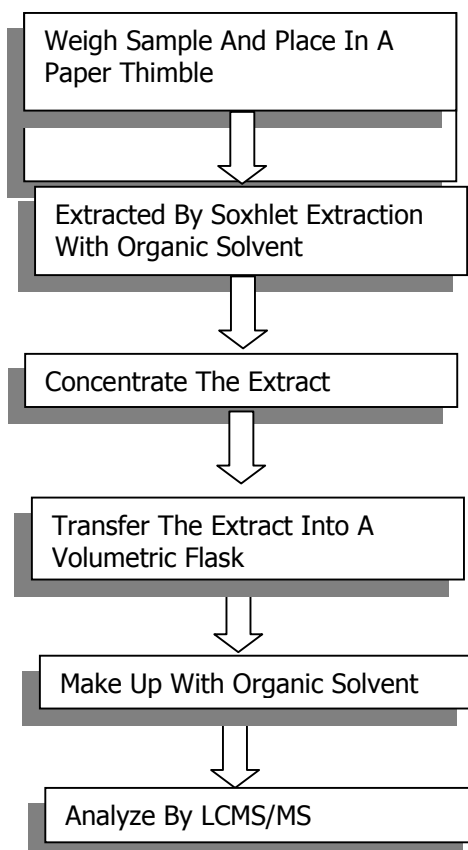 Weigh Sample And Place In A
Paper Thimble
Extracted By Soxhlet Extraction
With Organic Solvent
Concentrate The Extract
Transfer The Extract Into A
Volumetric Flask
Make Up With Organic Solvent
Analyze By LCMS/MS